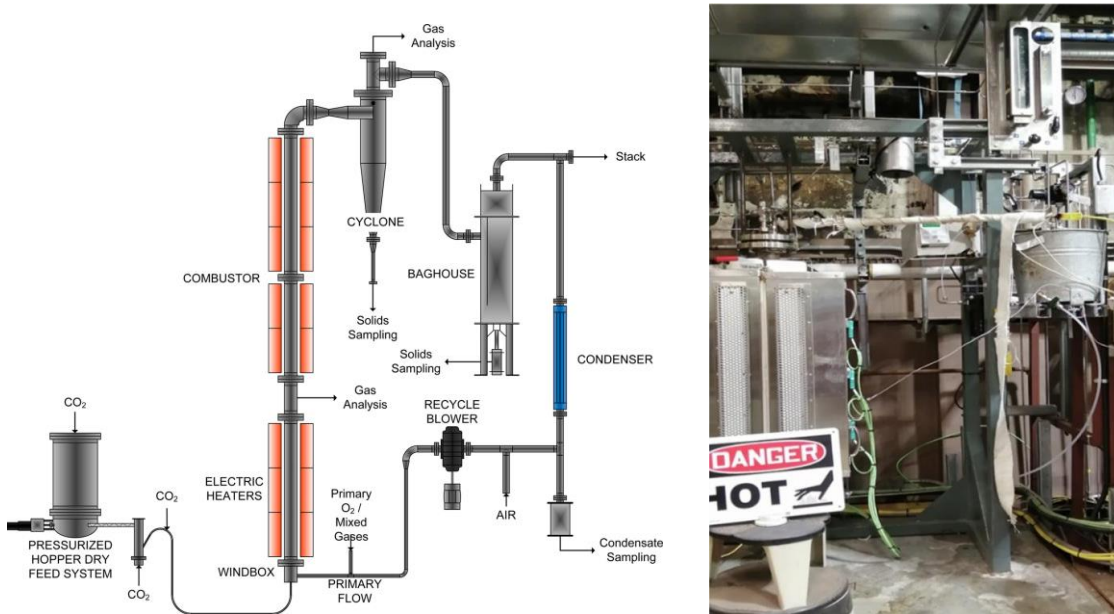 Gas
Analysis
Stack
CYCLONE
BAGHOUSE
COMBUSTOR
Solids
Sampling
Solids
Sampling
CONDENSER
CO₂
Gas
Analysis
RECYCLE
BLOWER
ELECTRIC
HEATERS
CO₂
Primary
O₂ /
Mixed
Gases
AIR
PRESSURIZED
HOPPER DRY
FEED SYSTEM
WINDBOX
CO₂
PRIMARY
FLOW
Condensate
Sampling
DANGER
HOT